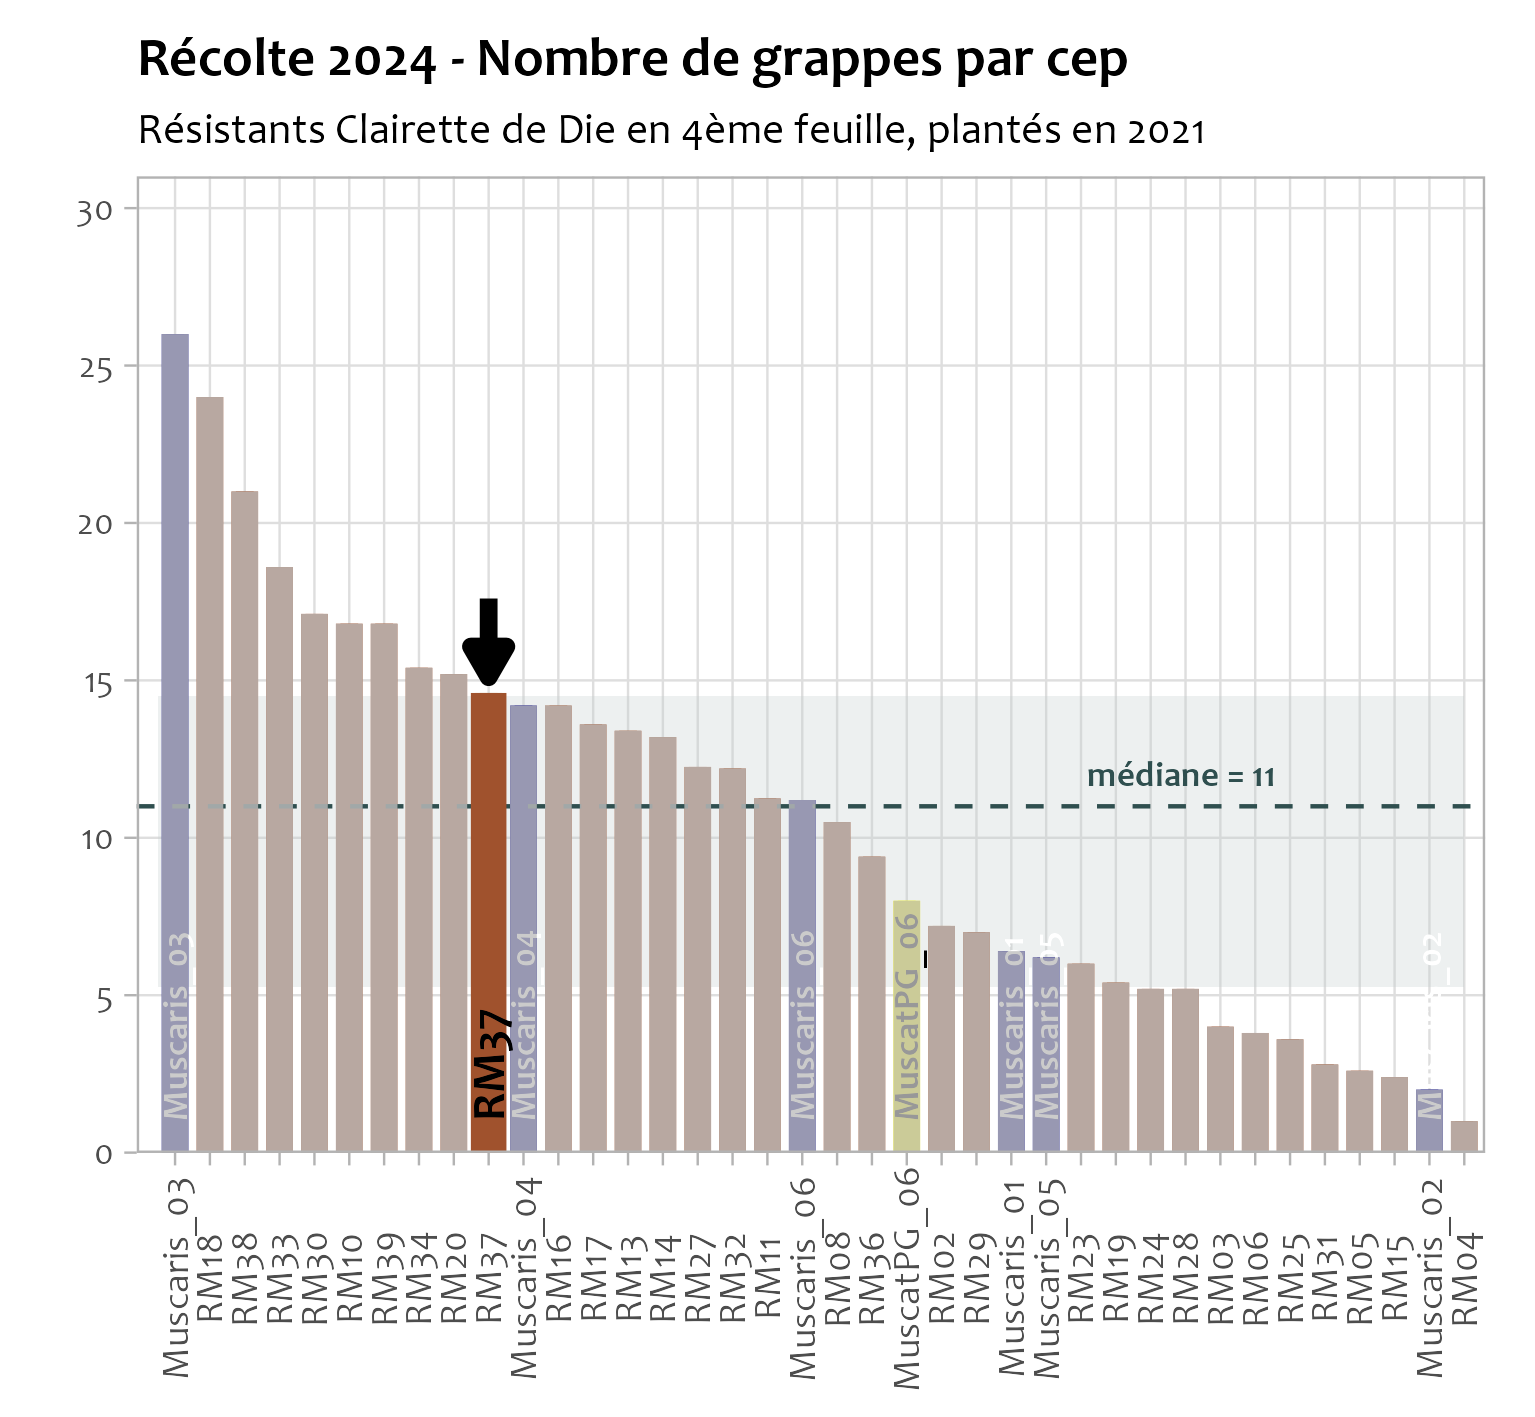 Récolte 2024 - Nombre de grappes par cep
Résistants Clairette de Die en 4ème feuille, plantés en 2021
30
25
20
15
10
5
0
médiane = 11
Muscaris_03
RM37
Muscaris_04
Muscaris_06
MuscatPG_06
Muscaris_01
Muscaris_05
Muscaris_02
Muscaris_03
RM18
RM38
RM33
RM30
RM10
RM39
RM34
RM20
RM37
Muscaris_04
RM16
RM17
RM13
RM14
RM27
RM32
RM11
Muscaris_06
RM08
RM36
MuscatPG_06
RM02
RM29
Muscaris_01
Muscaris_05
RM23
RM19
RM24
RM28
RM03
RM06
RM25
RM31
RM05
RM15
Muscaris_02
RM04